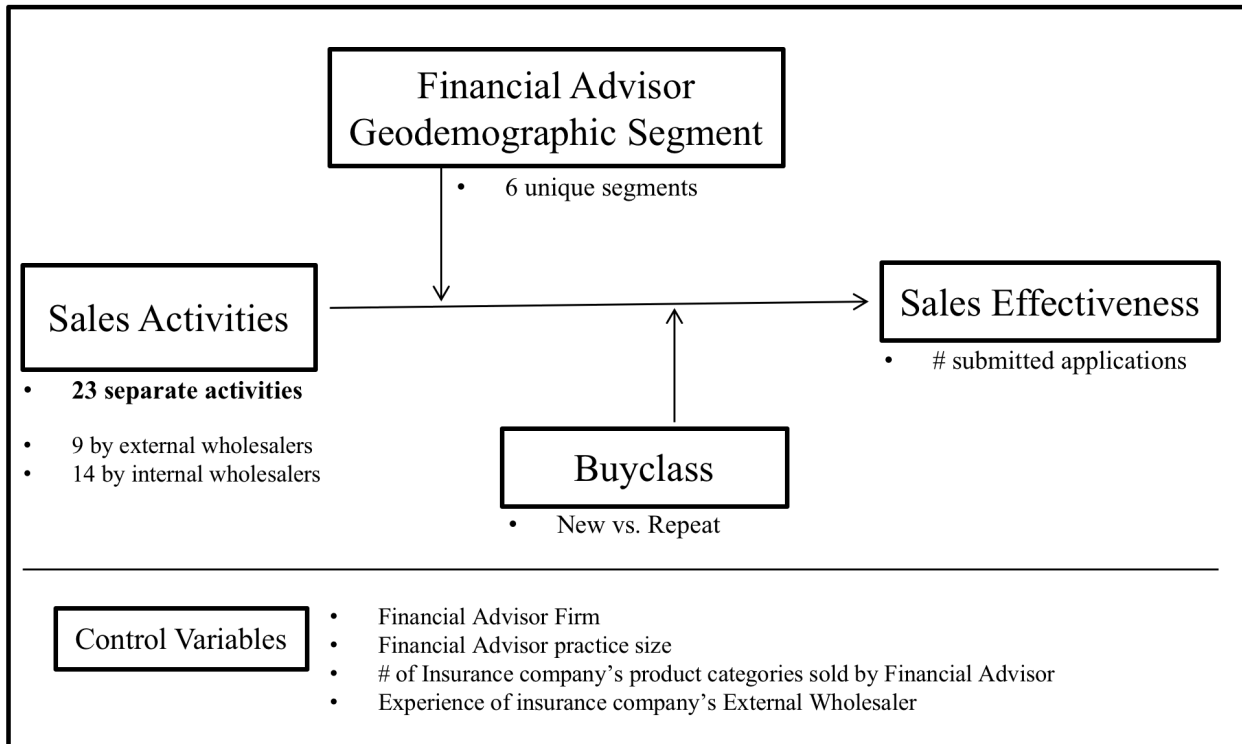 Financial Advisor
Geodemographic Segment
• 6 unique segments
Sales Activities
• 23 separate activities
• 9 by external wholesalers
• 14 by internal wholesalers
Sales Effectiveness
• # submitted applications
Buyclass
• New vs. Repeat
Control Variables
• Financial Advisor Firm
• Financial Advisor practice size
• # of Insurance company’s product categories sold by Financial Advisor
• Experience of insurance company’s External Wholesaler